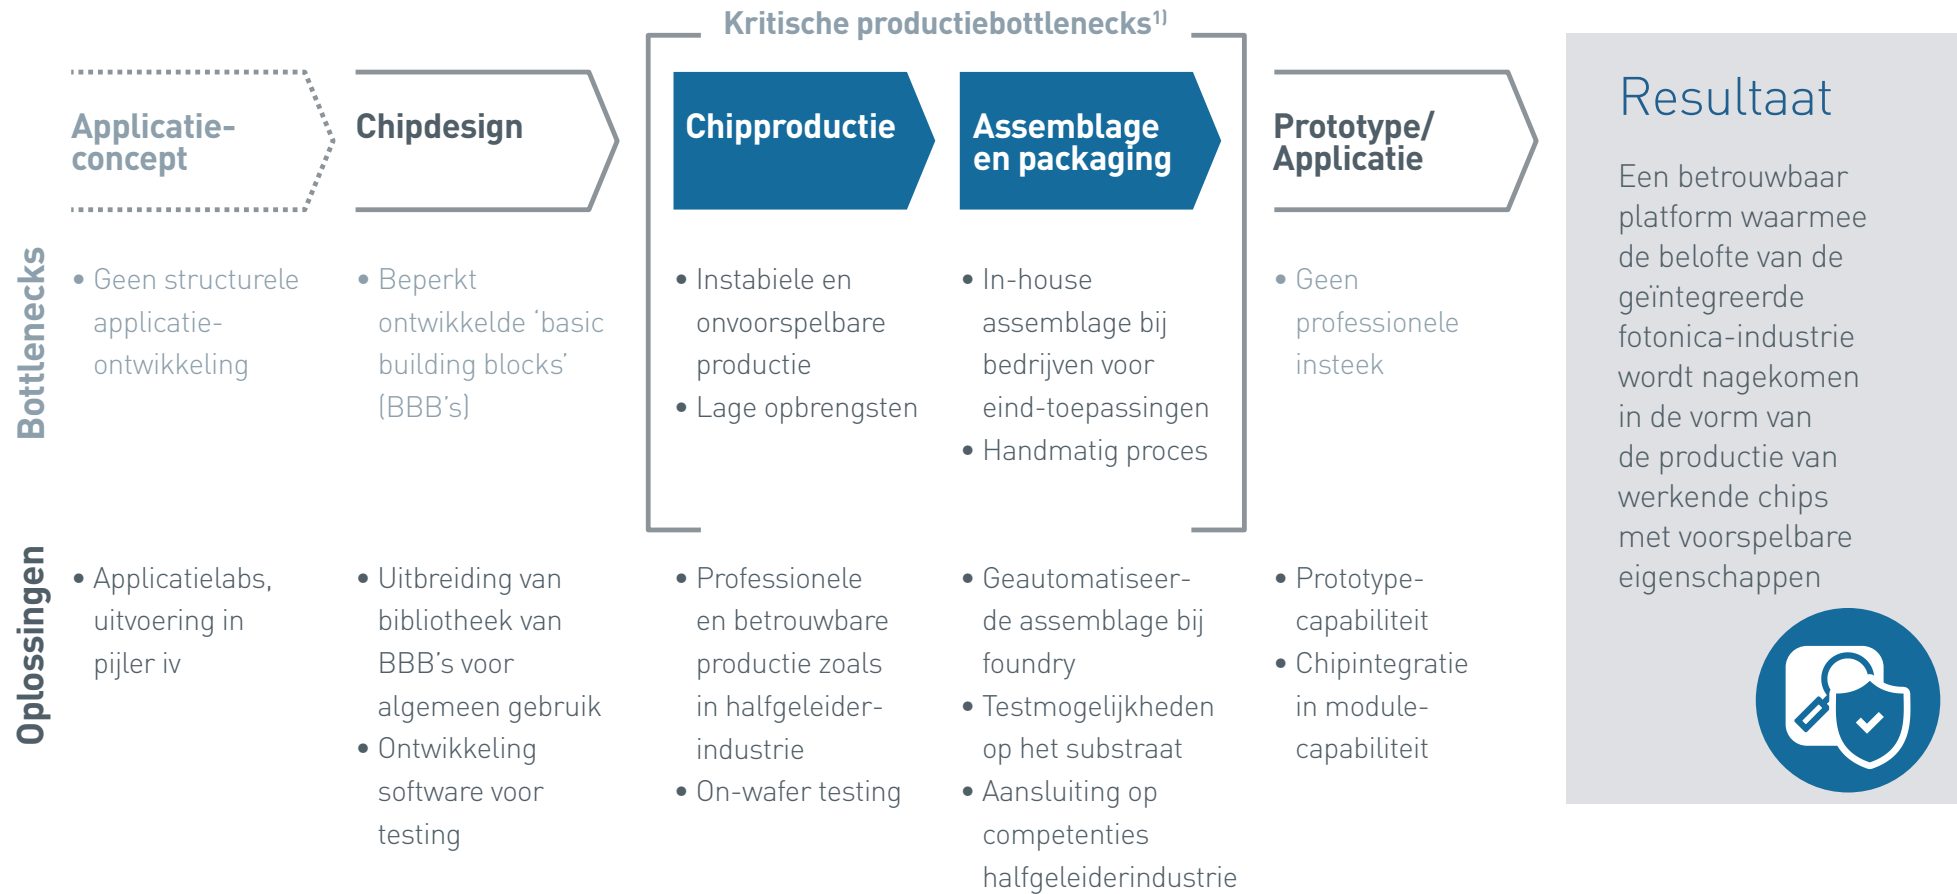 Kritische productiebottlenecks¹⁾
Applicatie-
concept
Chipdesign
Chipproductie
Assemblage
en packaging
Prototype/
Applicatie
Bottlenecks
• Geen structurele
applicatie-
ontwikkeling
• Beperkt
ontwikkelde ‘basic
building blocks’
(BBB’s)
• Instabiele en
onvoorspelbare
productie
• Lage opbrengsten
• In-house
assemblage bij
bedrijven voor
eind-toepassingen
• Handmatig proces
• Geen
professionele
insteek
Oplossingen
• Applicatielabs,
uitvoering in
pijler iv
• Uitbreiding van
bibliotheek van
BBB’s voor
algemeen gebruik
• Ontwikkeling
software voor
testing
• Professionele
en betrouwbare
productie zoals
in halfgeleider-
industrie
• On-wafer testing
• Geautomatiseer-
de assemblage bij
foundry
• Testmogelijkheden
op het substraat
• Aansluiting op
competenties
halfgeleiderindustrie
• Prototype-
capabiliteit
• Chipintegratie
in module-
capabiliteit
Resultaat
Een betrouwbaar
platform waarmee
de belofte van de
geïntegreerde
fotonica-industrie
wordt nagekomen
in de vorm van
de productie van
werkende chips
met voorspelbare
eigenschappen